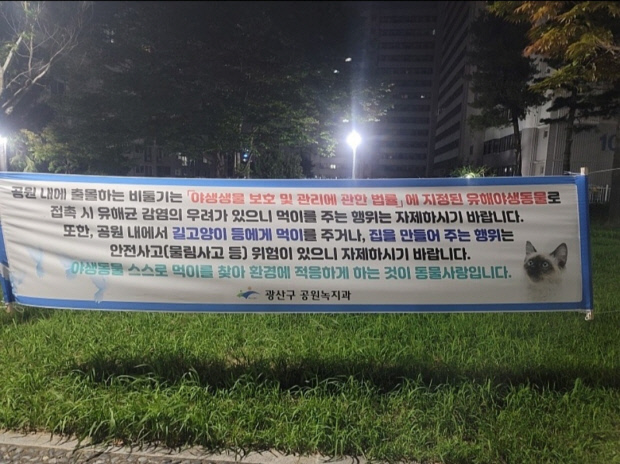 공원 내에 출몰하는 비둘기는 「야생생물 보호 및 관리에 관한 법률」에 지정된 유해야생동물로
접촉 시 유해균 감염의 우려가 있으니 먹이를 주는 행위는 자제하시기 바랍니다.
또한, 공원 내에서 길고양이 등에게 먹이를 주거나, 집을 만들어 주는 행위는
안전사고(물림사고 등) 위험이 있으니 자제하시기 바랍니다.
야생동물 스스로 먹이를 찾아 환경에 적응하게 하는 것이 동물사랑입니다.
광산구 공원녹지과